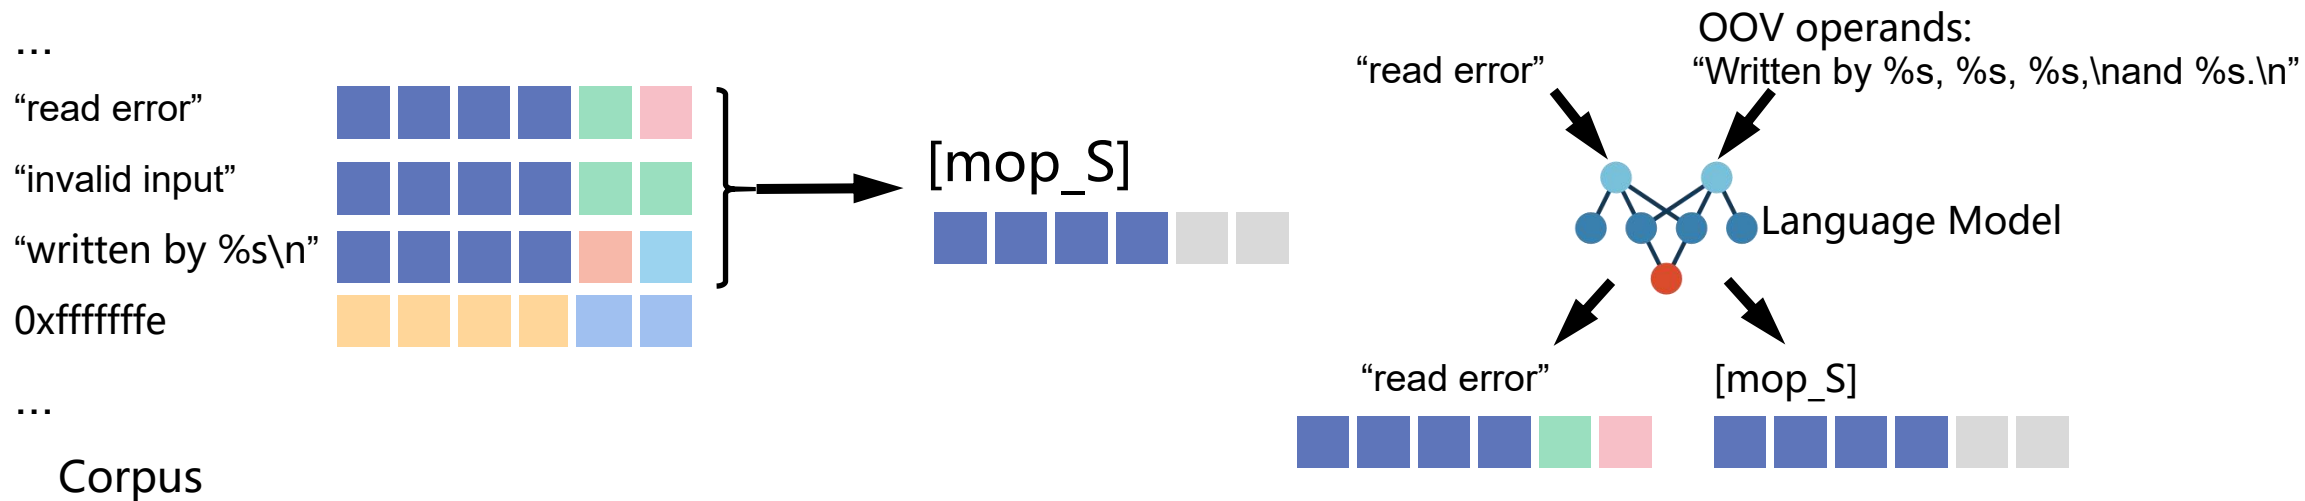 ...
“read error”
“invalid input”
“written by %s\n”
0xfffffffe
...
Corpus
[mop_S]
“read error”
OOV operands:
“Written by %s, %s, %s,\nand %s.\n”
Language Model
“read error”
[mop_S]